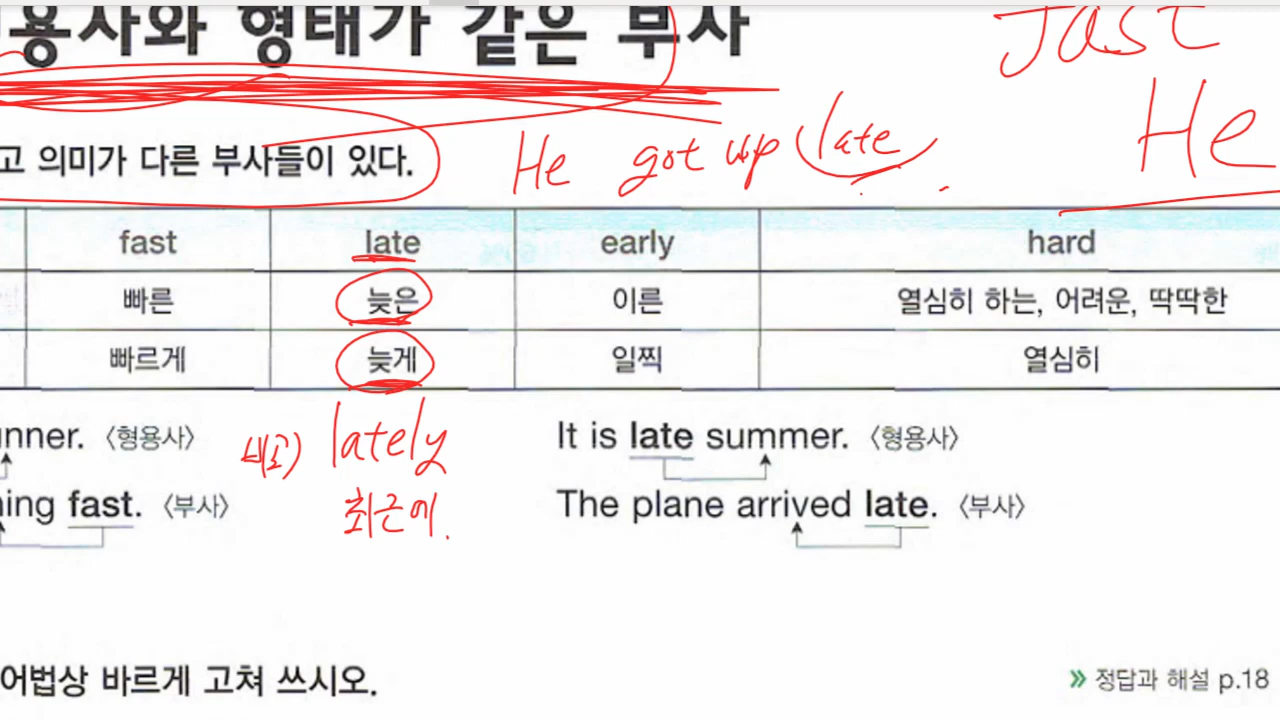 용사와 형태가 같은 부사
fast
He
고 의미가 다른 부사들이 있다.
He got up late
fast late early hard
빠른 늦은 이른 열심히 하는, 어려운, 딱딱한
빠르게 늦게 일찍 열심히
nner. 〈형용사〉
비교) lately
It is late summer. 〈형용사〉
ing fast. 〈부사〉
최근에.
The plane arrived late. 〈부사〉
어법상 바르게 고쳐 쓰시오.
» 정답과 해설 p.18